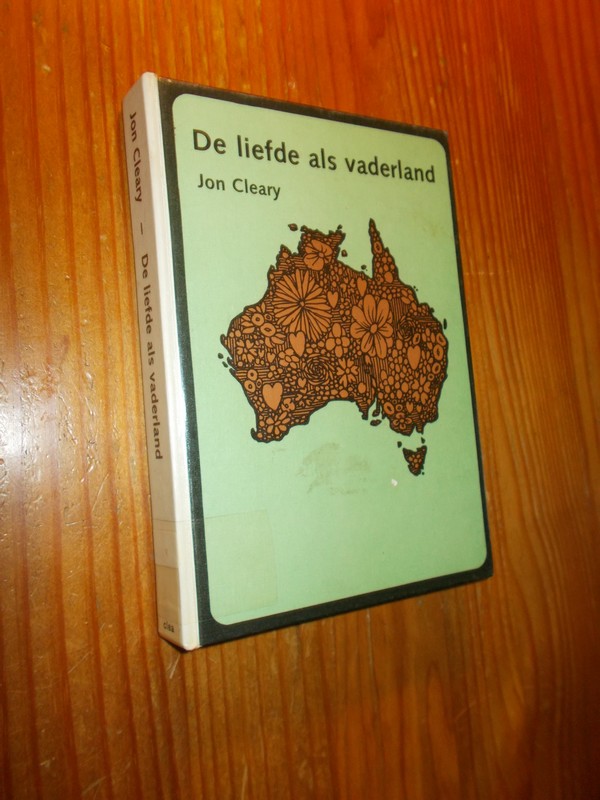 De liefde als vaderland
Jon Cleary
Jon Cleary – De liefde als vaderland